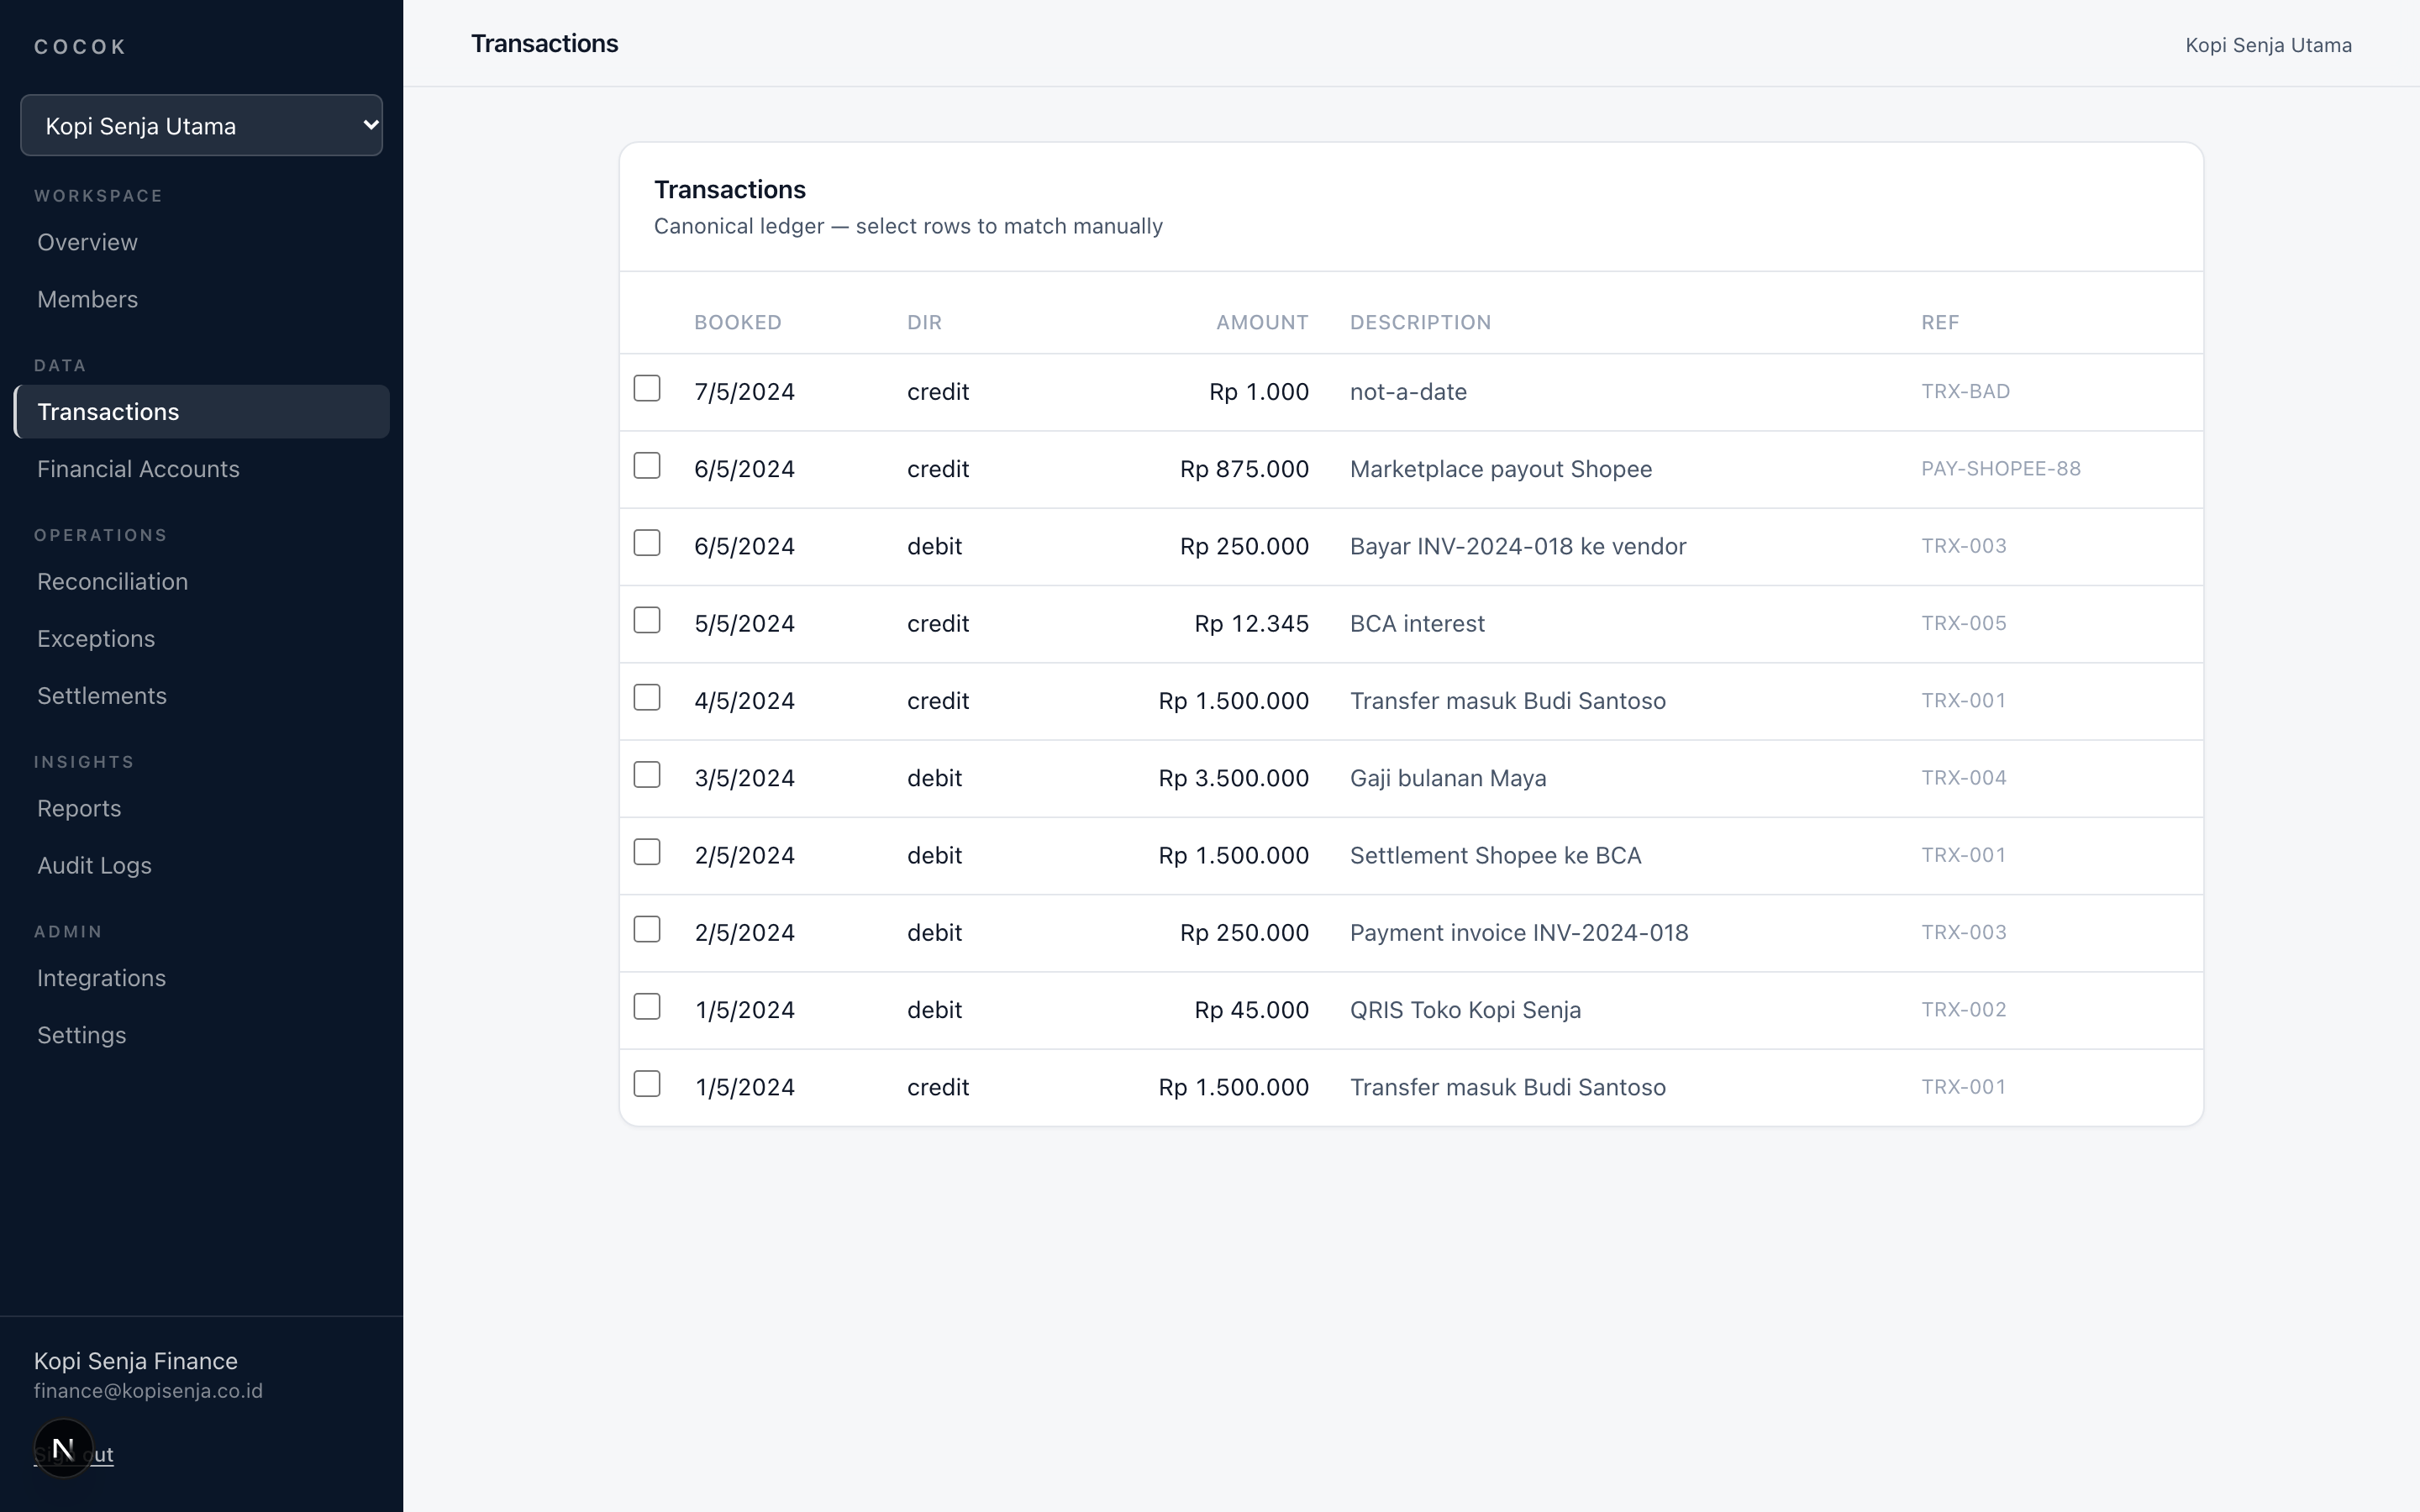 COCOK
Kopi Senja Utama
WORKSPACE
Overview
Members
DATA
Transactions
Financial Accounts
OPERATIONS
Reconciliation
Exceptions
Settlements
INSIGHTS
Reports
Audit Logs
ADMIN
Integrations
Settings
Kopi Senja Finance
finance@kopisenja.co.id
N
out
Transactions
Kopi Senja Utama
Transactions
Canonical ledger — select rows to match manually
BOOKED DIR AMOUNT DESCRIPTION REF
7/5/2024 credit Rp 1.000 not-a-date TRX-BAD
6/5/2024 credit Rp 875.000 Marketplace payout Shopee PAY-SHOPEE-88
6/5/2024 debit Rp 250.000 Bayar INV-2024-018 ke vendor TRX-003
5/5/2024 credit Rp 12.345 BCA interest TRX-005
4/5/2024 credit Rp 1.500.000 Transfer masuk Budi Santoso TRX-001
3/5/2024 debit Rp 3.500.000 Gaji bulanan Maya TRX-004
2/5/2024 debit Rp 1.500.000 Settlement Shopee ke BCA TRX-001
2/5/2024 debit Rp 250.000 Payment invoice INV-2024-018 TRX-003
1/5/2024 debit Rp 45.000 QRIS Toko Kopi Senja TRX-002
1/5/2024 credit Rp 1.500.000 Transfer masuk Budi Santoso TRX-001